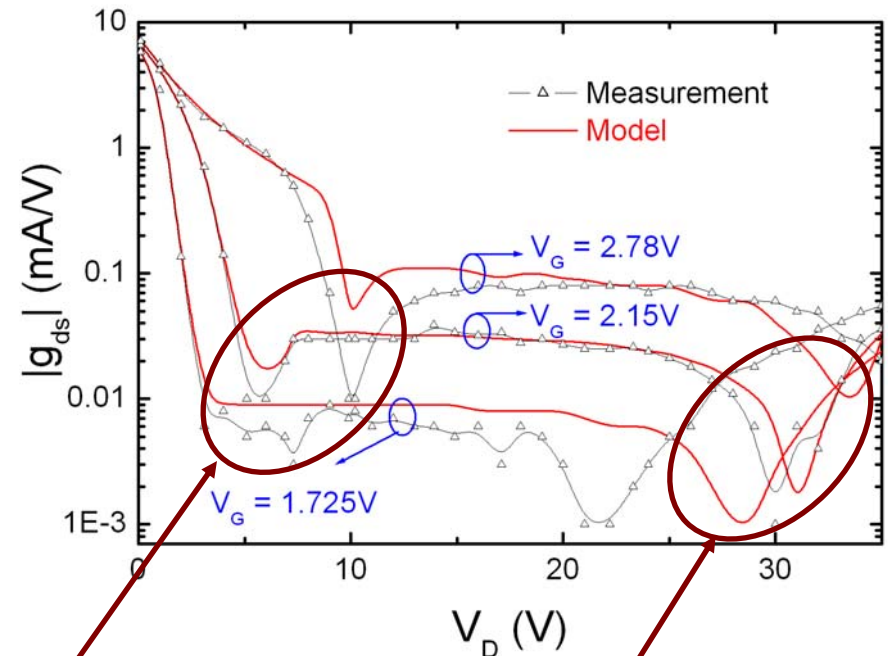 |g_ds| (mA/V)
10
1
0.1
0.01
1E-3
Measurement
Model
V_G = 2.78V
V_G = 2.15V
V_G = 1.725V
0 10 20 30
V_D (V)